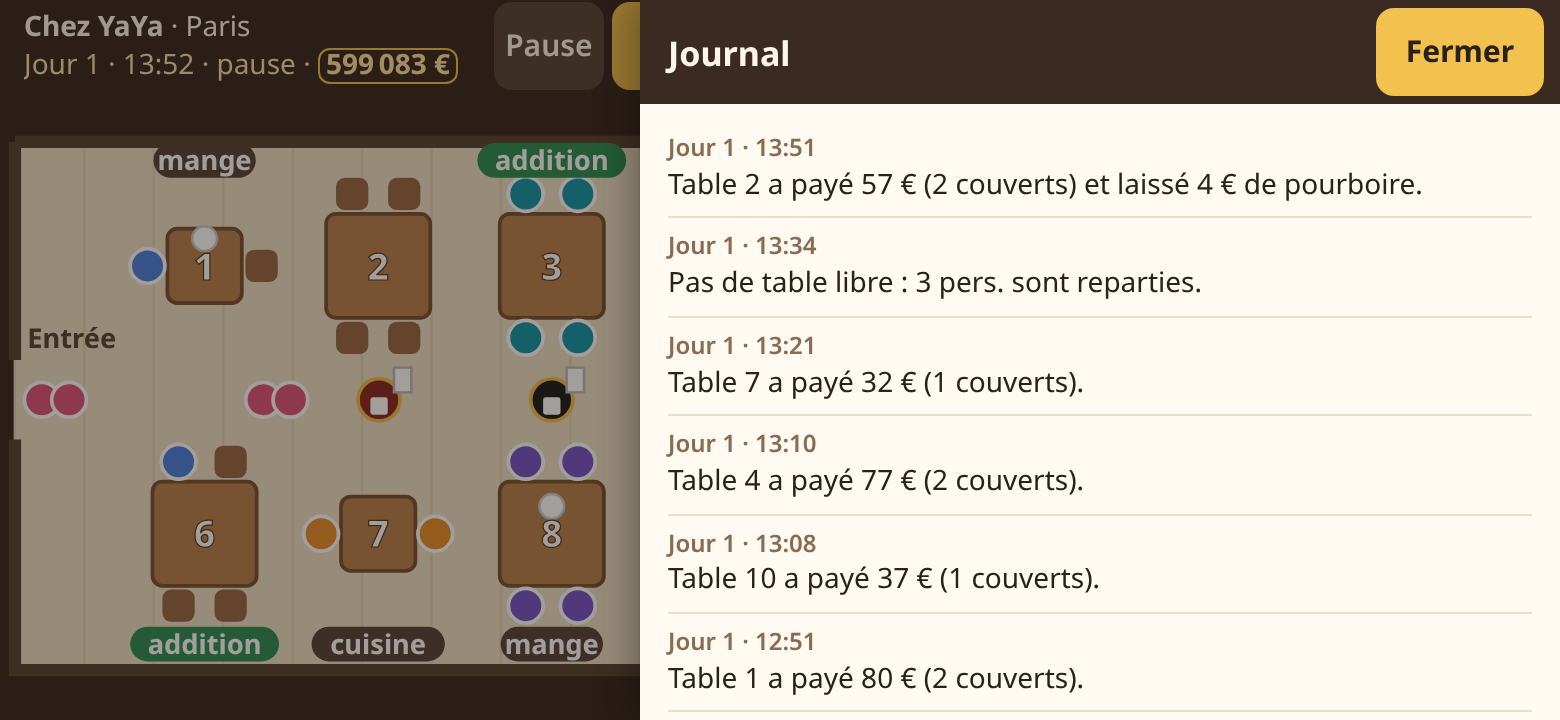 Chez YaYa · Paris
Jour 1 · 13:52 · pause · 599 083 €
Pause
mange
addition
1
2
3
Entrée
6
7
8
addition
cuisine
mange
Journal
Fermer
Jour 1 · 13:51
Table 2 a payé 57 € (2 couverts) et laissé 4 € de pourboire.
Jour 1 · 13:34
Pas de table libre : 3 pers. sont reparties.
Jour 1 · 13:21
Table 7 a payé 32 € (1 couverts).
Jour 1 · 13:10
Table 4 a payé 77 € (2 couverts).
Jour 1 · 13:08
Table 10 a payé 37 € (1 couverts).
Jour 1 · 12:51
Table 1 a payé 80 € (2 couverts).